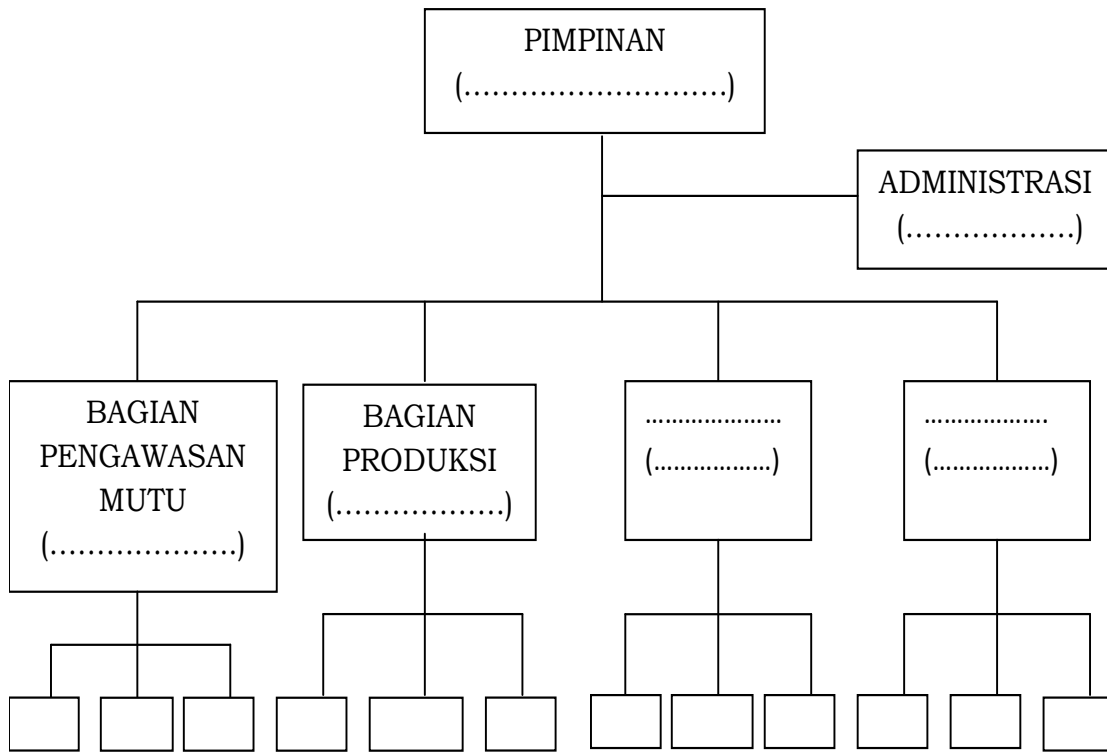 PIMPINAN
(............................)
ADMINISTRASI
(..................)
BAGIAN
PENGAWASAN
MUTU
(....................)
BAGIAN
PRODUKSI
(..................)
.....................
(..................)
...................
(..................)